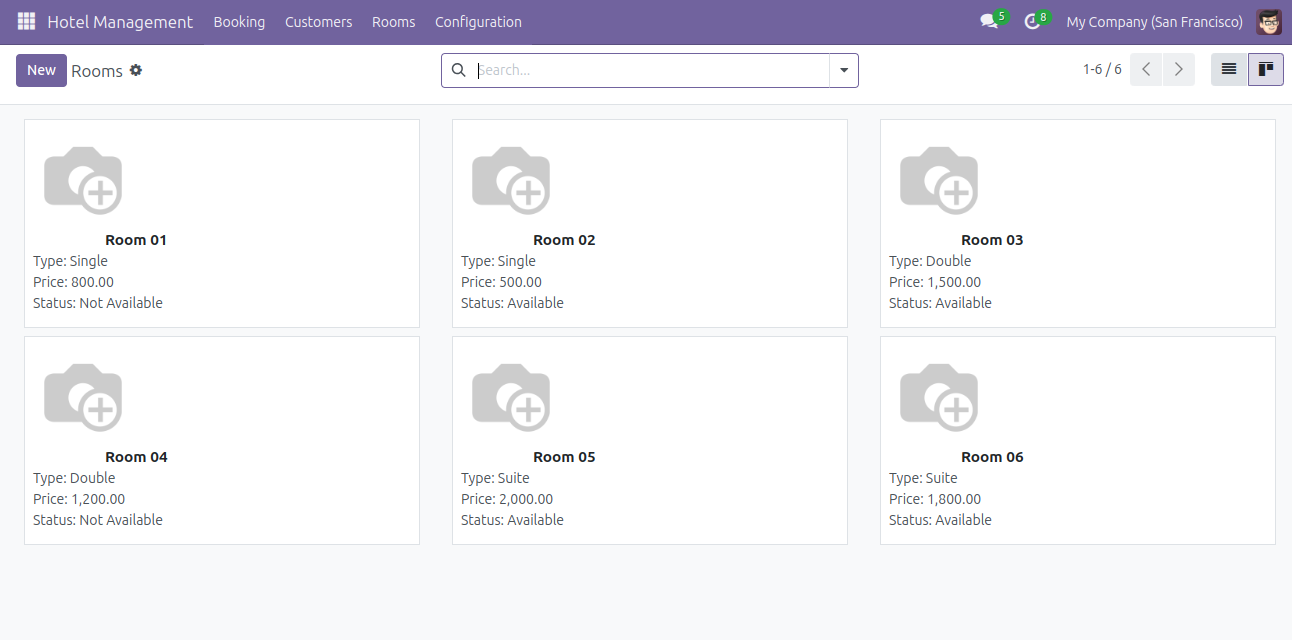 Hotel Management Booking Customers Rooms Configuration 5 8 My Company (San Francisco)
New Rooms Search... 1-6 / 6
Room 01
Type: Single
Price: 800.00
Status: Not Available
Room 02
Type: Single
Price: 500.00
Status: Available
Room 03
Type: Double
Price: 1,500.00
Status: Available
Room 04
Type: Double
Price: 1,200.00
Status: Not Available
Room 05
Type: Suite
Price: 2,000.00
Status: Available
Room 06
Type: Suite
Price: 1,800.00
Status: Available